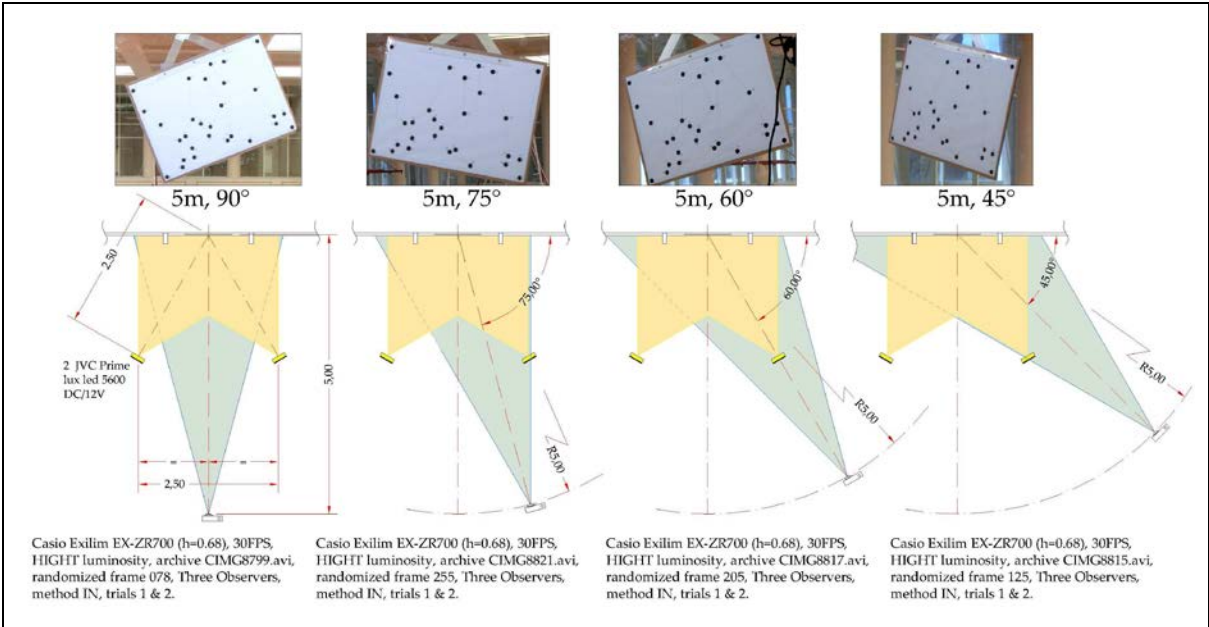 5m, 90°
5m, 75°
5m, 60°
5m, 45°
2.50
75,00°
60,00°
45,00°
2 JVC Prime
lux led 5600
DC/12V
5,00
R5,00
R5,00
R5,00
=
=
2,50
Casio Exilim EX-ZR700 (h=0.68), 30FPS,
HIGHT luminosity, archive CIMG8799.avi,
randomized frame 078, Three Observers,
method IN, trials 1 & 2.
Casio Exilim EX-ZR700 (h=0.68), 30FPS,
HIGHT luminosity, archive CIMG8821.avi,
randomized frame 255, Three Observers,
method IN, trials 1 & 2.
Casio Exilim EX-ZR700 (h=0.68), 30FPS,
HIGHT luminosity, archive CIMG8817.avi,
randomized frame 205, Three Observers,
method IN, trials 1 & 2.
Casio Exilim EX-ZR700 (h=0.68), 30FPS,
HIGHT luminosity, archive CIMG8815.avi,
randomized frame 125, Three Observers,
method IN, trials 1 & 2.